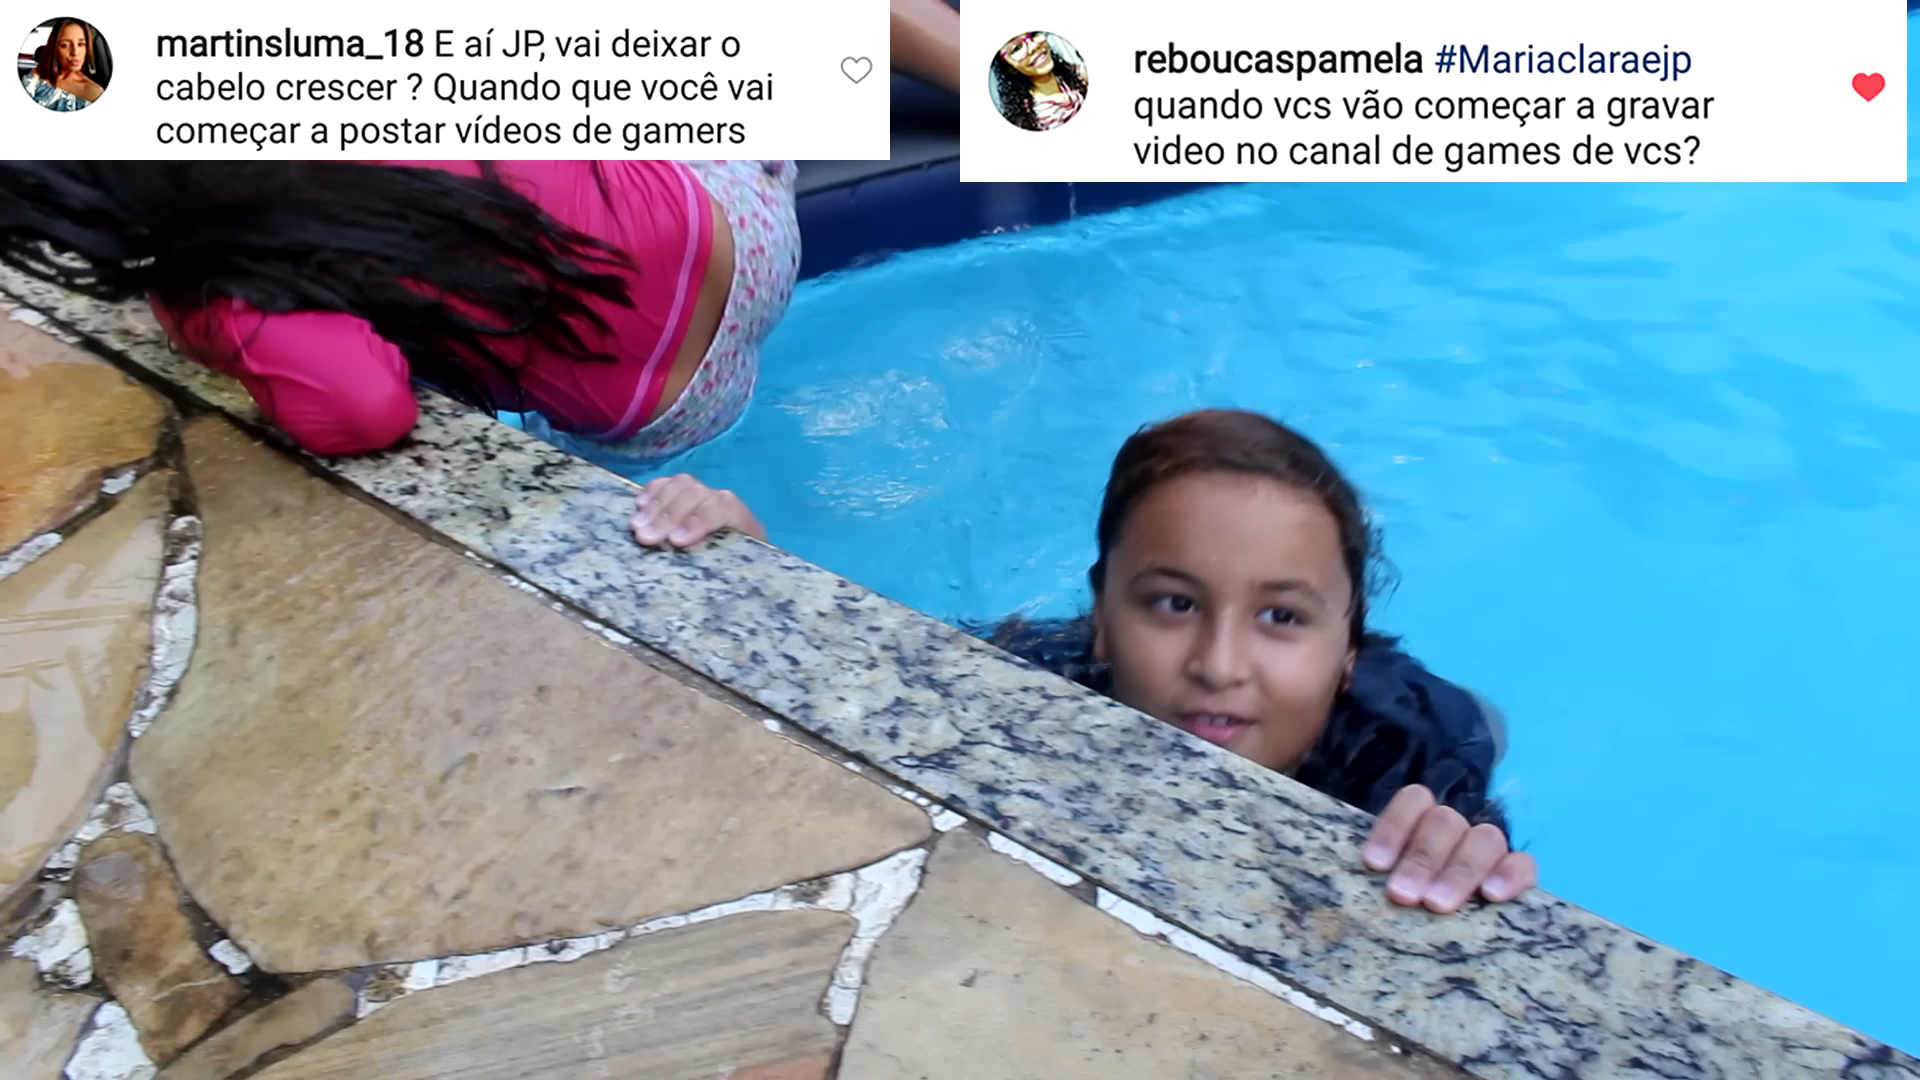 martinsluma_18 E aí JP, vai deixar o
cabelo crescer ? Quando que você vai
começar a postar vídeos de gamers
reboucaspamela #Mariaclaraejp
quando vcs vão começar a gravar
video no canal de games de vcs?